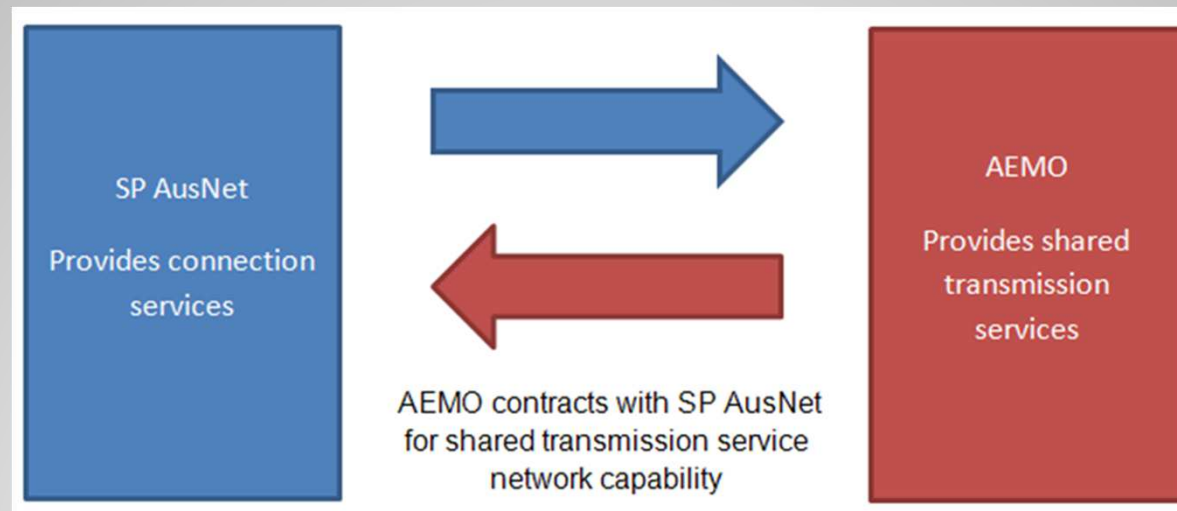 SP AusNet
Provides connection
services
AEMO contracts with SP AusNet
for shared transmission service
network capability
AEMO
Provides shared
transmission
services